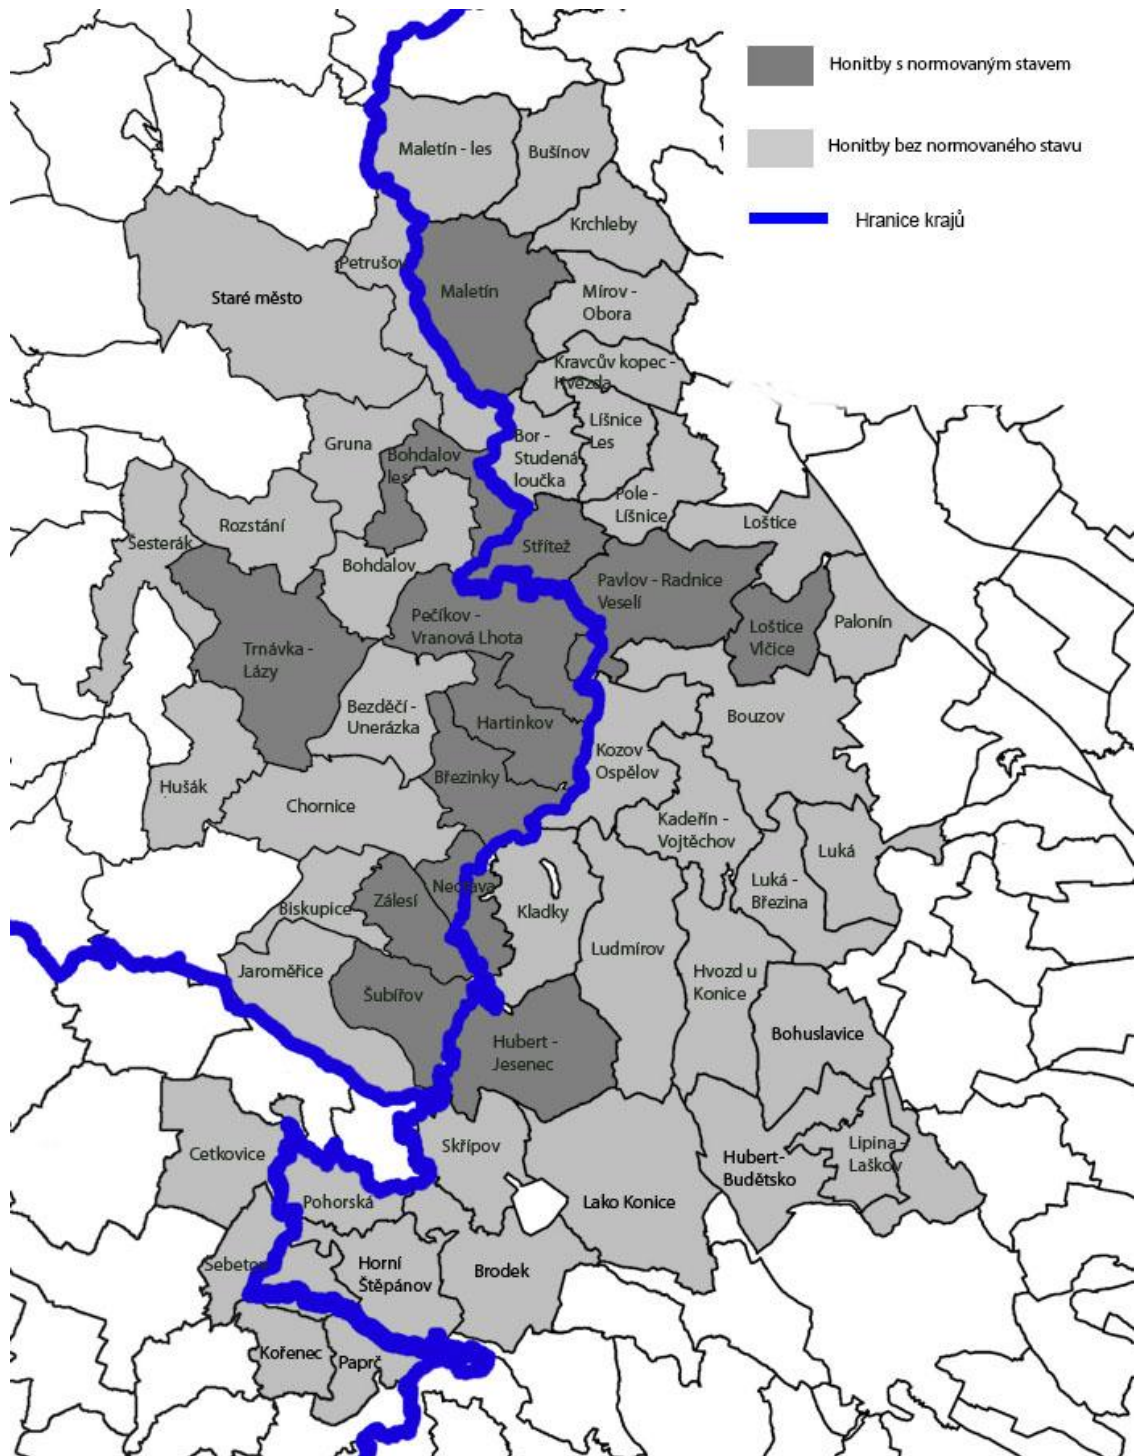 Honitby s normovaným stavem
Honitby bez normovaného stavu
Hranice krajů
Maletín - les
Bušínov
Krchleby
Petrušov
Maletín
Mírov -
Obora
Staré město
Kravcův kopec -
Hvězda
Gruna
Bohdalov
les
Bor -
Studená
loučka
Líšnice
Les
Pole -
Líšnice
Loštice
Rozstání
Šesterák
Střítež
Bohdalov
Pavlov - Radnice
Veselí
Pečíkov -
Vranová Lhota
Loštice
Vlčice
Palonín
Trnávka -
Lázy
Bezděčí -
Unerázka
Hartinkov
Bouzov
Kozov -
Ospělov
Březinky
Hušák
Chornice
Kadeřín -
Vojtěchov
Luká
Luká -
Březina
Zálesí
Biskupice
Kladky
Ludmírov
Jaroměřice
Hvozd u
Konice
Šubířov
Bohuslavice
Hubert -
Jesenec
Skřípov
Cetkovice
Hubert-
Budětsko
Lipina -
Laškov
Pohorská
Lako Konice
Horní
Štěpánov
Brodek
Kořenec
Paprč